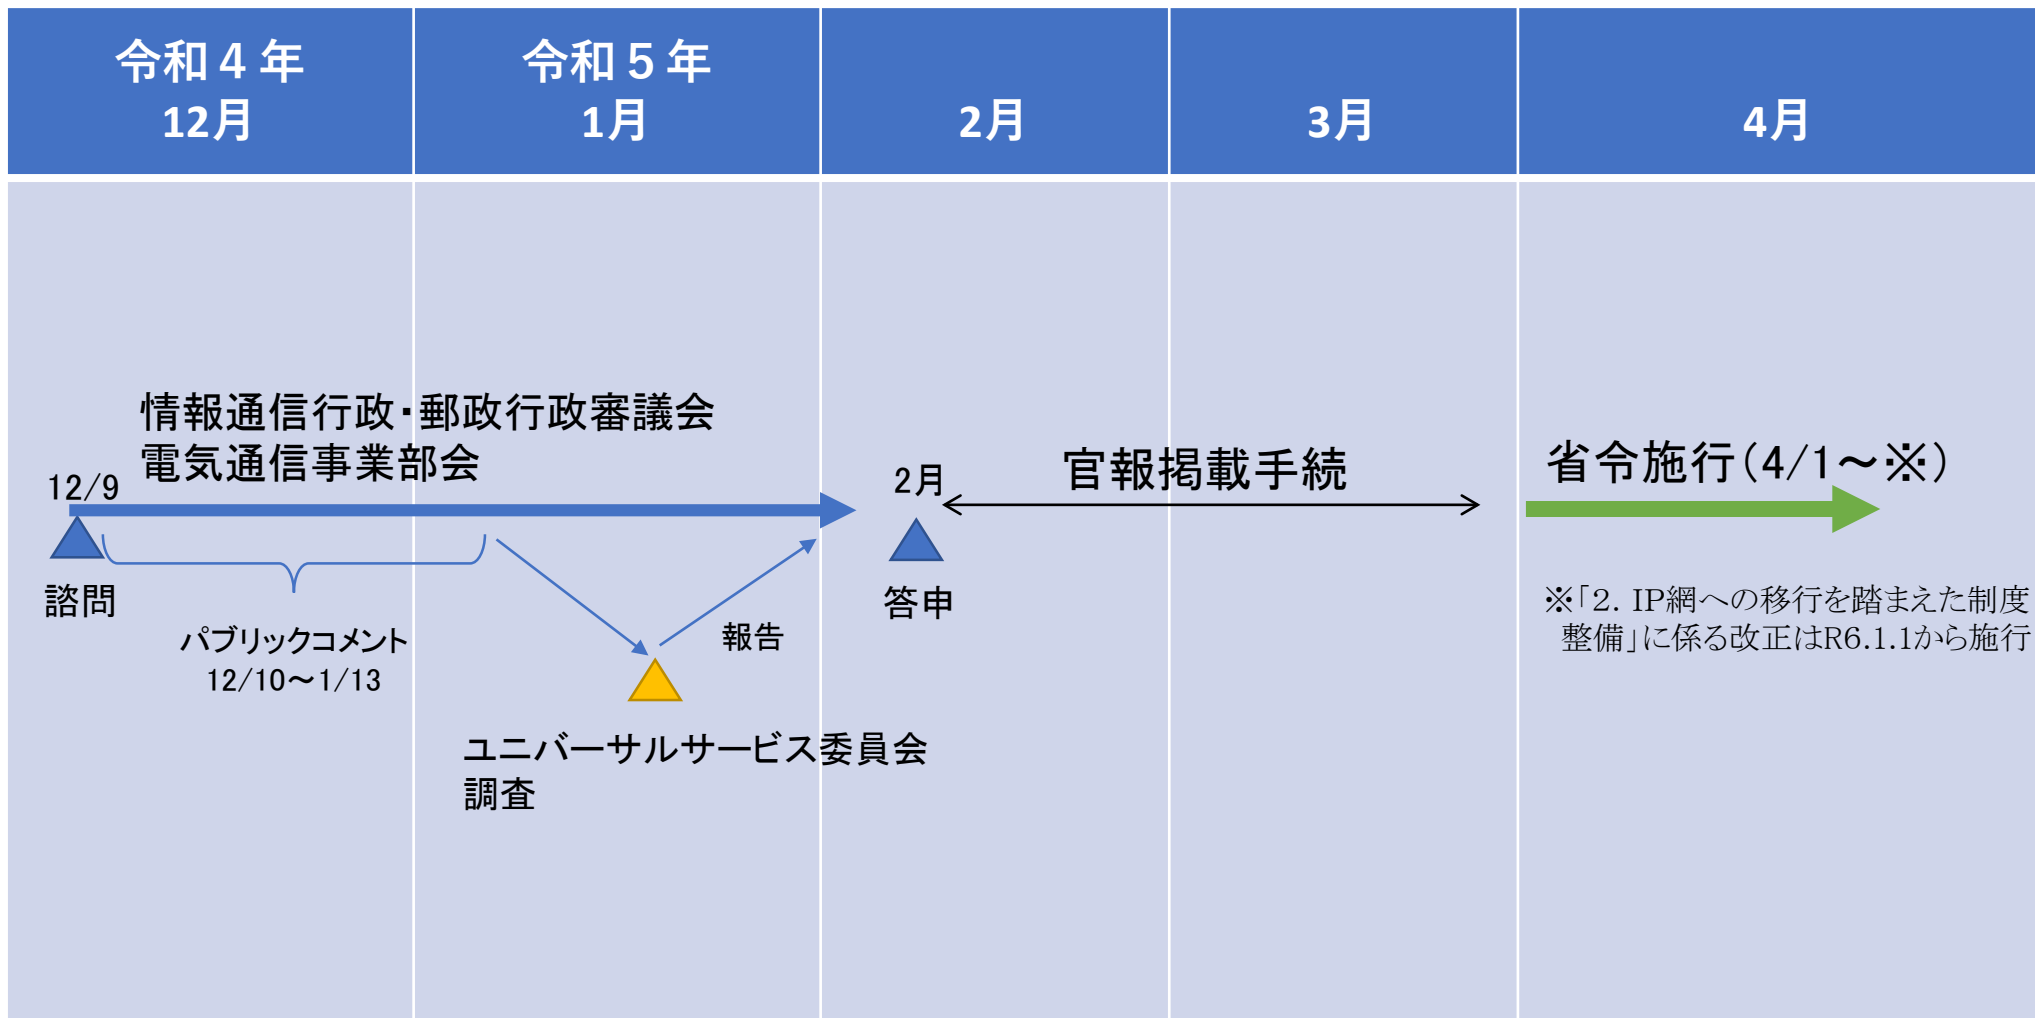 令和４年
12月
令和５年
1月
2月
3月
4月
情報通信行政・郵政行政審議会
電気通信事業部会
12/9
諮問
パブリックコメント
12/10～1/13
報告
ユニバーサルサービス委員会
調査
2月
答申
官報掲載手続
省令施行（4/1～※）
※「２．IP網への移行を踏まえた制度
整備」に係る改正はR6.1.1から施行